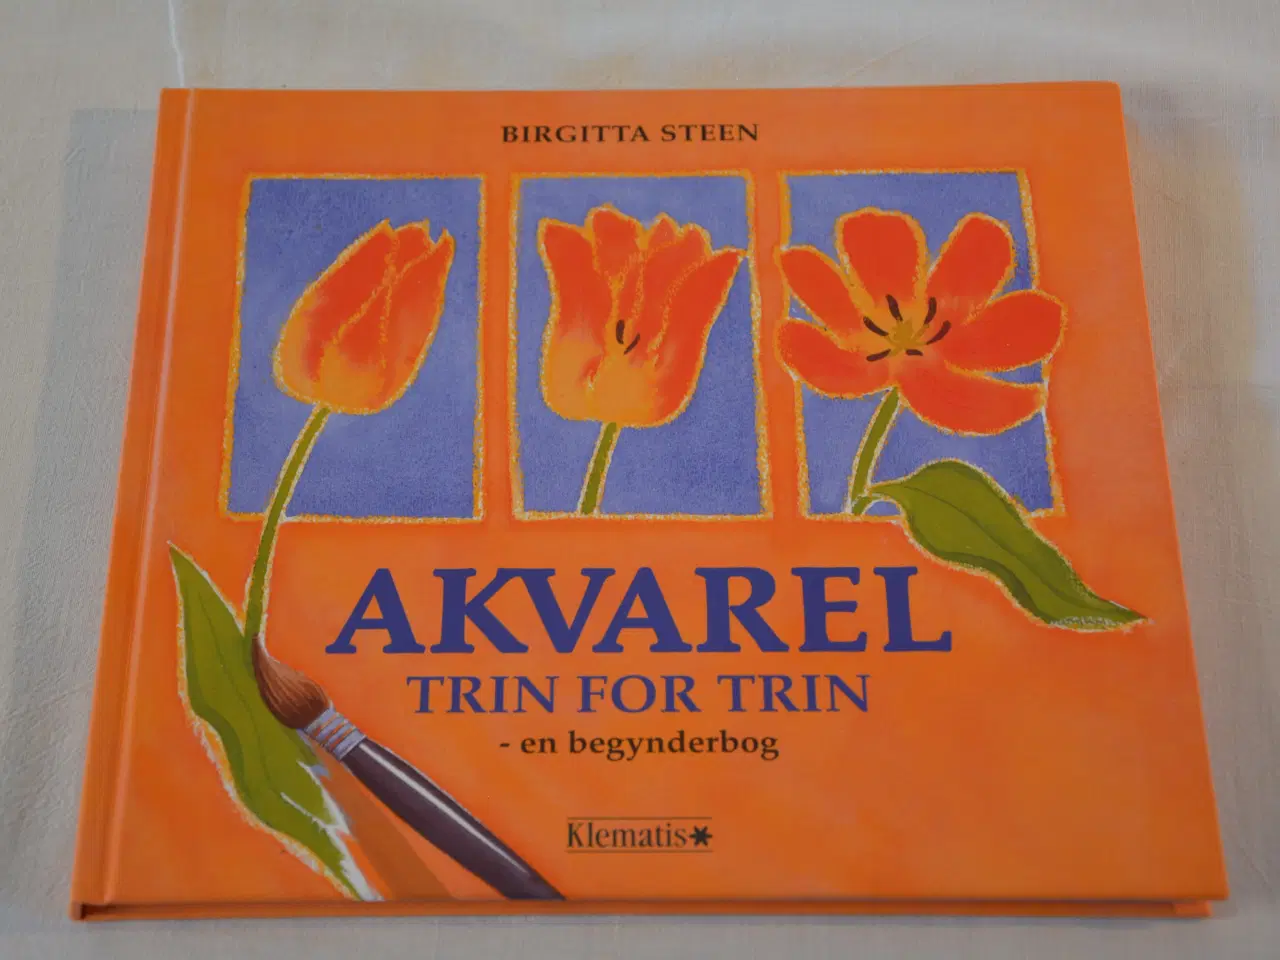 BIRGITTA STEEN
AKVAREL
TRIN FOR TRIN
- en begynderbog
Klematis